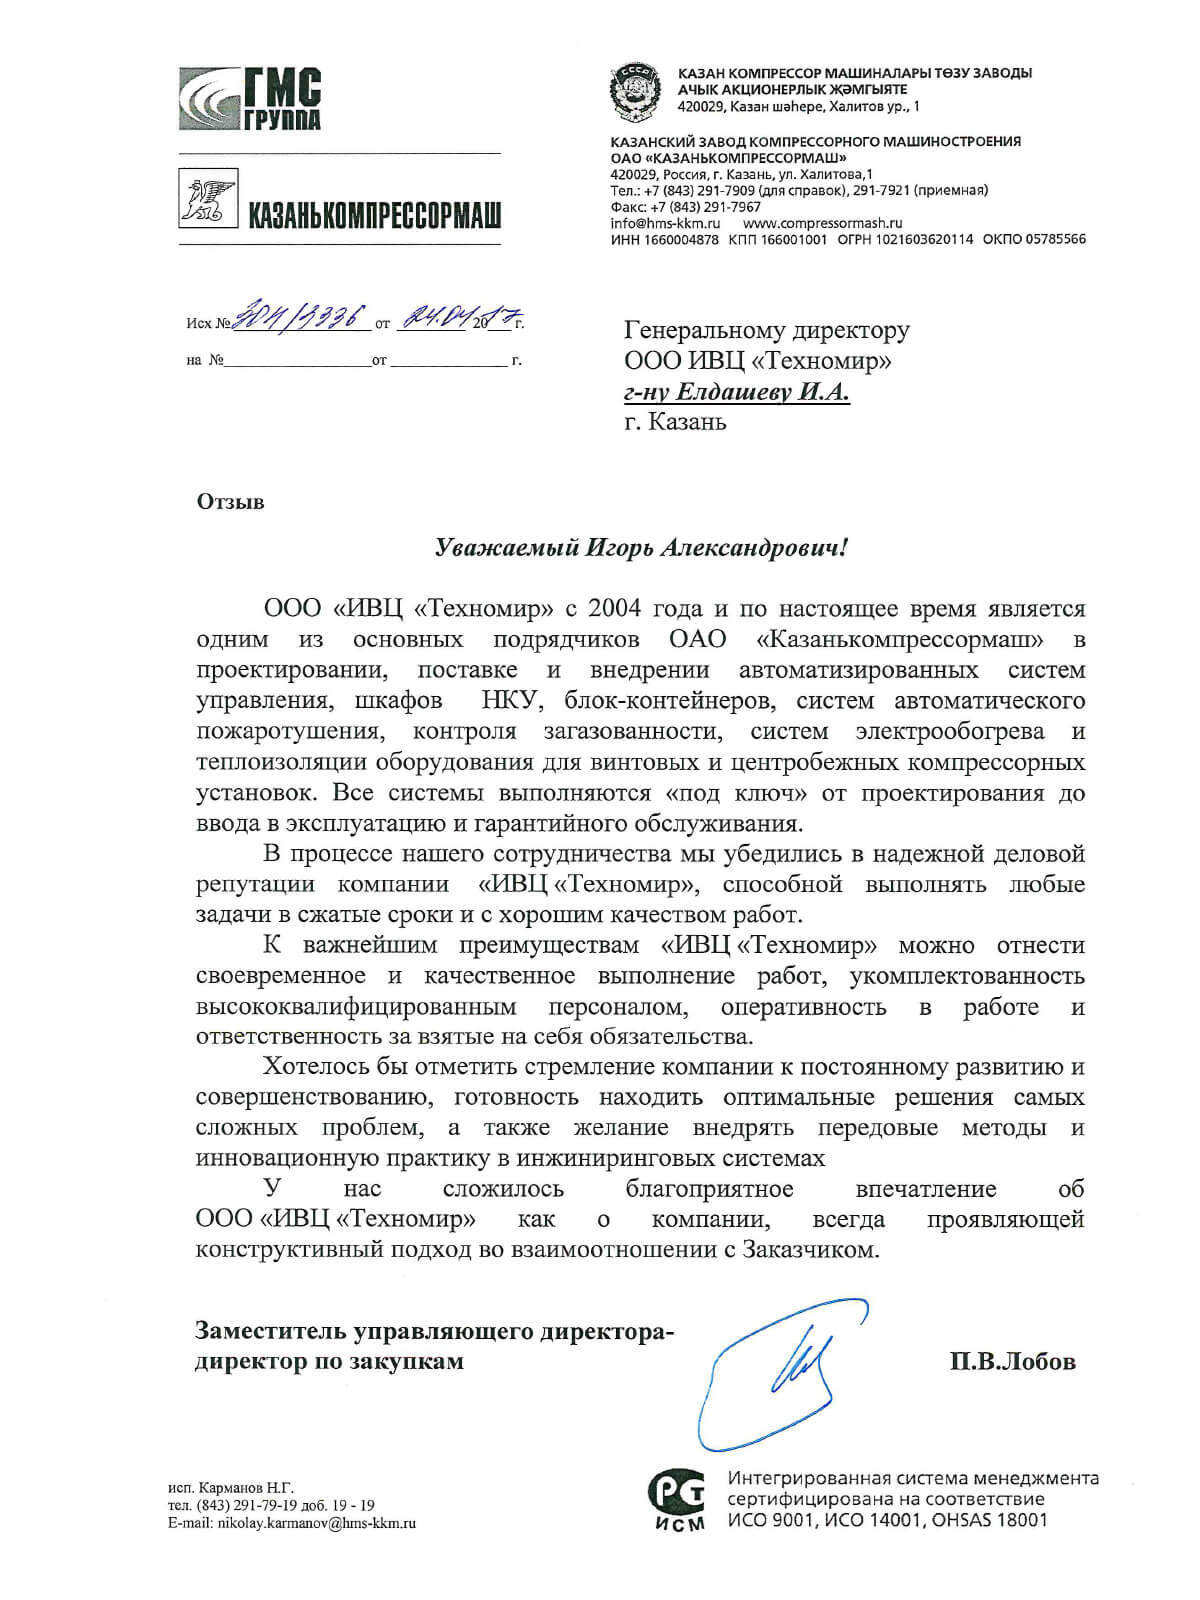 ГМС
ГРУППА
КАЗАНЬКОМПРЕССОРМАШ
СССР
КАЗАН КОМПРЕССОР МАШИНАЛАРЫ ТӨЗҮ ЗАВОДЫ
АЧЫК АКЦИОНЕРЛЫК ҖӘМГЫЯТЕ
420029, Казан шәһере, Халитов ур., 1
КАЗАНСКИЙ ЗАВОД КОМПРЕССОРНОГО МАШИНОСТРОЕНИЯ
ОАО «КАЗАНЬКОМПРЕССОРМАШ»
420029, Россия, г. Казань, ул. Халитова,1
Тел.: +7 (843) 291-7909 (для справок), 291-7921 (приемная)
Факс: +7 (843) 291-7967
info@hms-kkm.ru www.compressormash.ru
ИНН 1660004878 КПП 166001001 ОГРН 1021603620114 ОКПО 05785566
Исх № от 24.04 2017 г.
на № от г.
Генеральному директору
ООО ИВЦ «Техномир»
г-ну Елдашеву И.А.
г. Казань
Отзыв
Уважаемый Игорь Александрович!
ООО «ИВЦ «Техномир» с 2004 года и по настоящее время является
одним из основных подрядчиков ОАО «Казанькомпрессормаш» в
проектировании, поставке и внедрении автоматизированных систем
управления, шкафов НКУ, блок-контейнеров, систем автоматического
пожаротушения, контроля загазованности, систем электрообогрева и
теплоизоляции оборудования для винтовых и центробежных компрессорных
установок. Все системы выполняются «под ключ» от проектирования до
ввода в эксплуатацию и гарантийного обслуживания.
В процессе нашего сотрудничества мы убедились в надежной деловой
репутации компании «ИВЦ «Техномир», способной выполнять любые
задачи в сжатые сроки и с хорошим качеством работ.
К важнейшим преимуществам «ИВЦ «Техномир» можно отнести
своевременное и качественное выполнение работ, укомплектованность
высококвалифицированным персоналом, оперативность в работе и
ответственность за взятые на себя обязательства.
Хотелось бы отметить стремление компании к постоянному развитию и
совершенствованию, готовность находить оптимальные решения самых
сложных проблем, а также желание внедрять передовые методы и
инновационную практику в инжиниринговых системах
У нас сложилось благоприятное впечатление об
ООО «ИВЦ «Техномир» как о компании, всегда проявляющей
конструктивный подход во взаимоотношении с Заказчиком.
Заместитель управляющего директора-
директор по закупкам
П.В.Лобов
исп. Карманов Н.Г.
тел. (843) 291-79-19 доб. 19 - 19
E-mail: nikolay.karmanov@hms-kkm.ru
РСТ
ИСМ
Интегрированная система менеджмента
сертифицирована на соответствие
ИСО 9001, ИСО 14001, OHSAS 18001